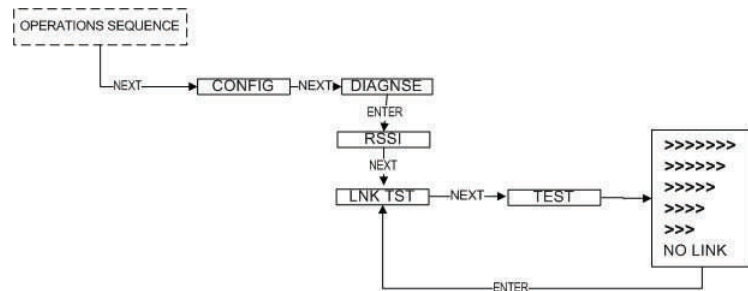 OPERATIONS SEQUENCE
NEXT
CONFIG
NEXT
DIAGNSE
ENTER
RSSI
NEXT
LNK TST
NEXT
TEST
>>>>>>>
>>>>>>
>>>>>
>>>>
>>>
NO LINK
ENTER